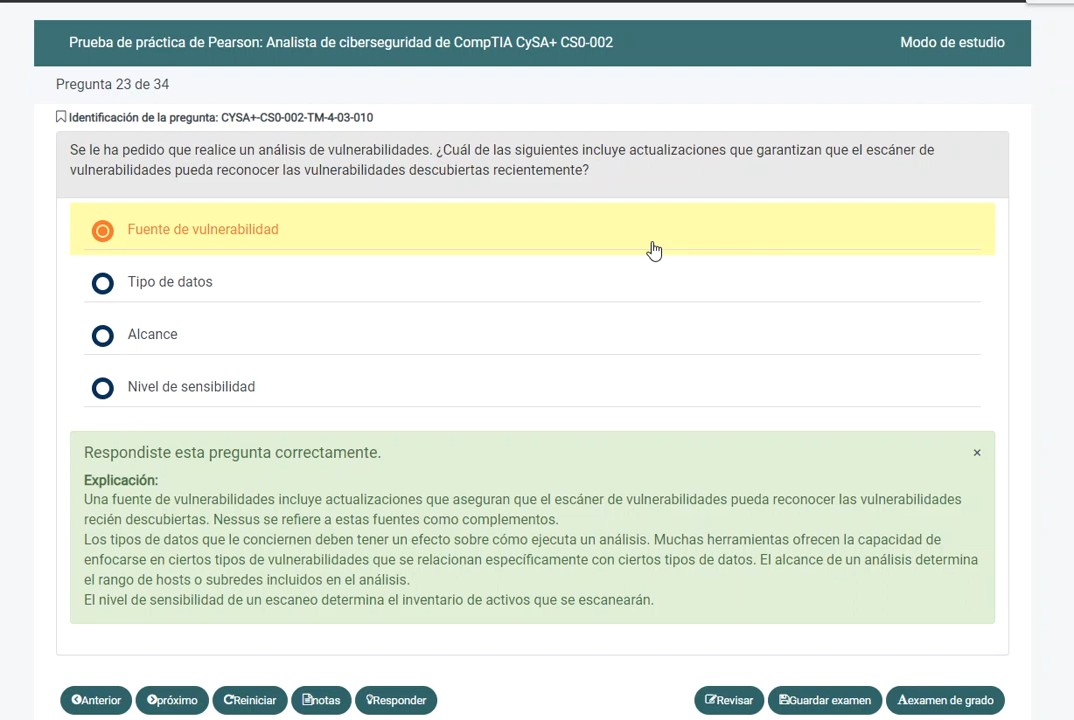 Prueba de práctica de Pearson: Analista de ciberseguridad de CompTIA CySA+ CS0-002
Modo de estudio
Pregunta 23 de 34
Identificación de la pregunta: CYSA+-CS0-002-TM-4-03-010
Se le ha pedido que realice un análisis de vulnerabilidades. ¿Cuál de las siguientes incluye actualizaciones que garantizan que el escáner de
vulnerabilidades pueda reconocer las vulnerabilidades descubiertas recientemente?
Fuente de vulnerabilidad
Tipo de datos
Alcance
Nivel de sensibilidad
Respondiste esta pregunta correctamente.
×
Explicación:
Una fuente de vulnerabilidades incluye actualizaciones que aseguran que el escáner de vulnerabilidades pueda reconocer las vulnerabilidades
recién descubiertas. Nessus se refiere a estas fuentes como complementos.
Los tipos de datos que le conciernen deben tener un efecto sobre cómo ejecuta un análisis. Muchas herramientas ofrecen la capacidad de
enfocarse en ciertos tipos de vulnerabilidades que se relacionan específicamente con ciertos tipos de datos. El alcance de un análisis determina
el rango de hosts o subredes incluidos en el análisis.
El nivel de sensibilidad de un escaneo determina el inventario de activos que se escanearán.
Anterior
próximo
Reiniciar
notas
Responder
Revisar
Guardar examen
Aexamen de grado